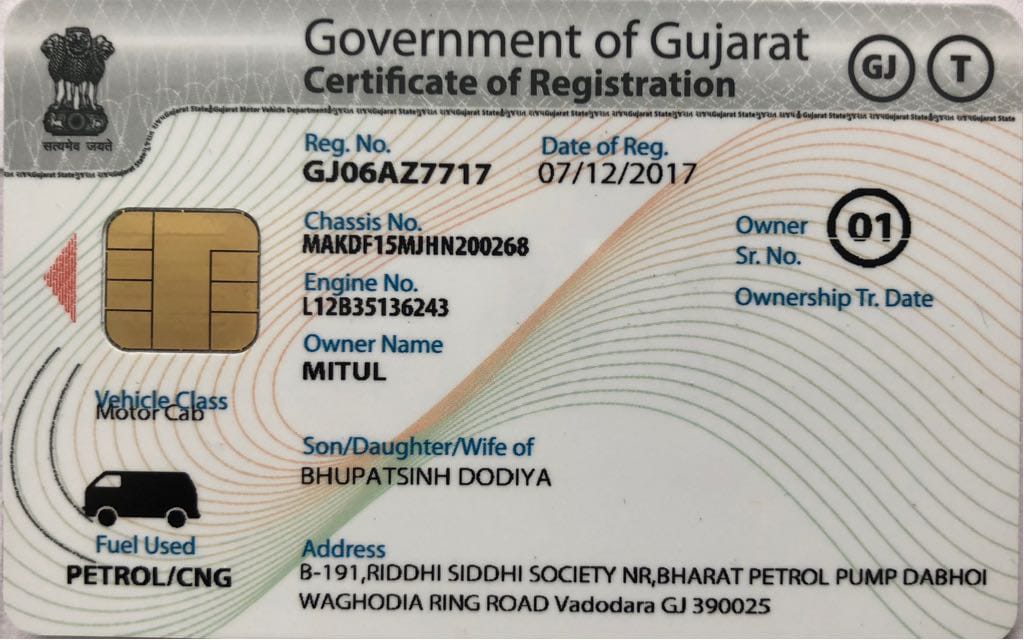 Government of Gujarat
Certificate of Registration
GJ
T
सत्यमेव जयते
Reg. No.
GJ06AZ7717
Date of Reg.
07/12/2017
Chassis No.
MAKDF15MJHN200268
Owner
Sr. No.
01
Engine No.
L12B35136243
Ownership Tr. Date
Owner Name
MITUL
Vehicle Class
Motor Cab
Son/Daughter/Wife of
BHUPATSINH DODIYA
Fuel Used
PETROL/CNG
Address
B-191,RIDDHI SIDDHI SOCIETY NR,BHARAT PETROL PUMP DABHOI
WAGHODIA RING ROAD Vadodara GJ 390025